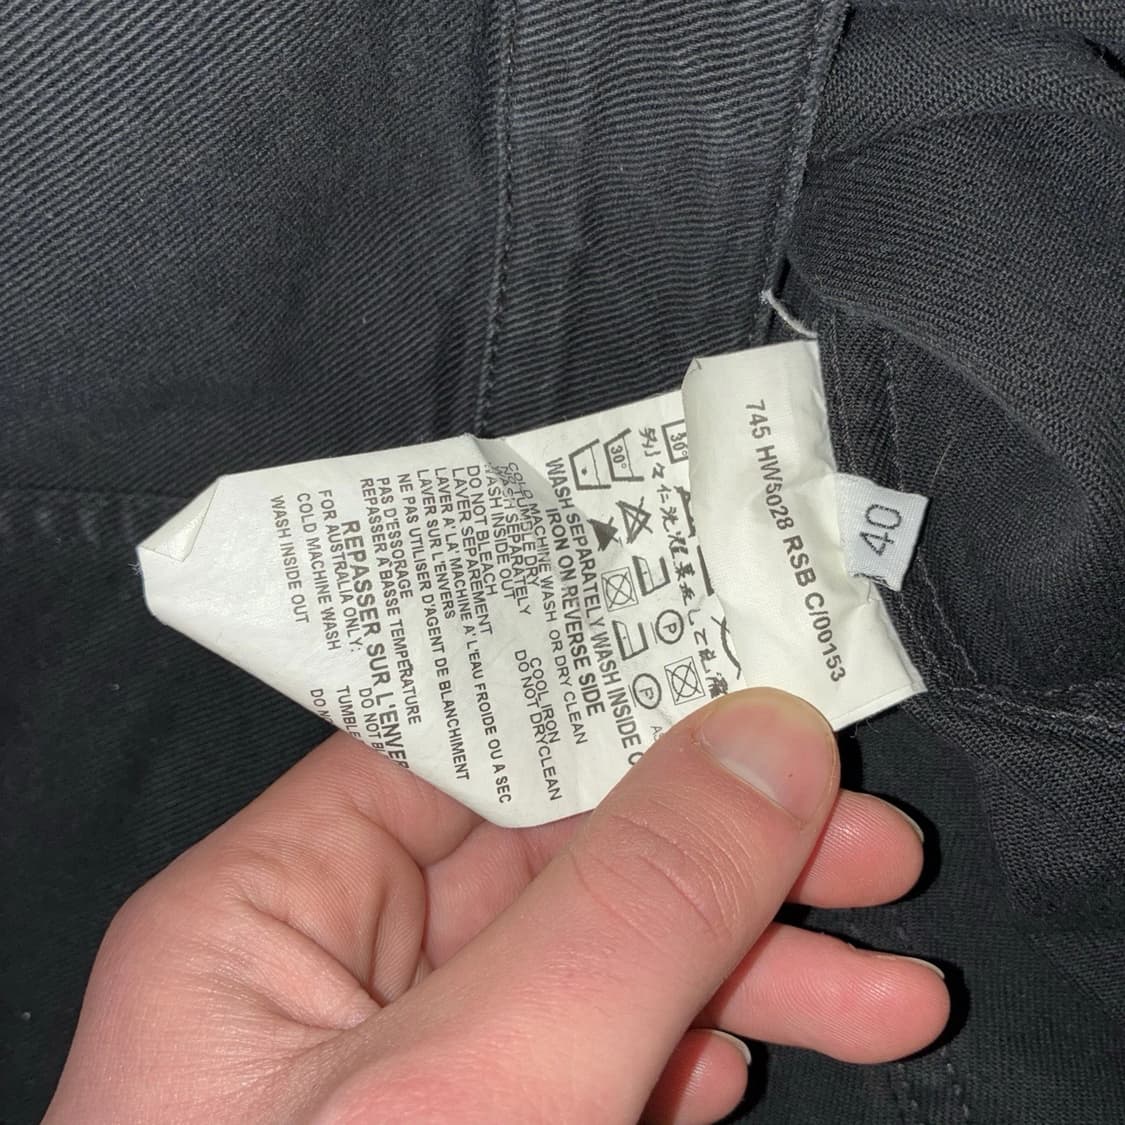 745 HW5028 RSB C/00153
40
30°
30°
P
P
WASH SEPARATELY WASH INSIDE
IRON ON REVERSE SIDE
COLD MACHINE WASH OR DRY CLEAN
TUMBLE DRY COOL IRON
WASH SEPARATELY DO NOT DRYCLEAN
WASH INSIDE OUT
DO NOT BLEACH
LAVER SEPAREMENT
LAVER A' LA' MACHINE A' L'EAU FROIDE OU A SEC
LAVER SUR L'ENVERS
NE PAS UTILISER D'AGENT DE BLANCHIMENT
PAS D'ESSORAGE
REPASSER A'BASSE TEMPERATURE
REPASSER SUR L'ENVER
FOR AUSTRALIA ONLY: DO NOT
COLD MACHINE WASH TUMBLE
WASH INSIDE OUT